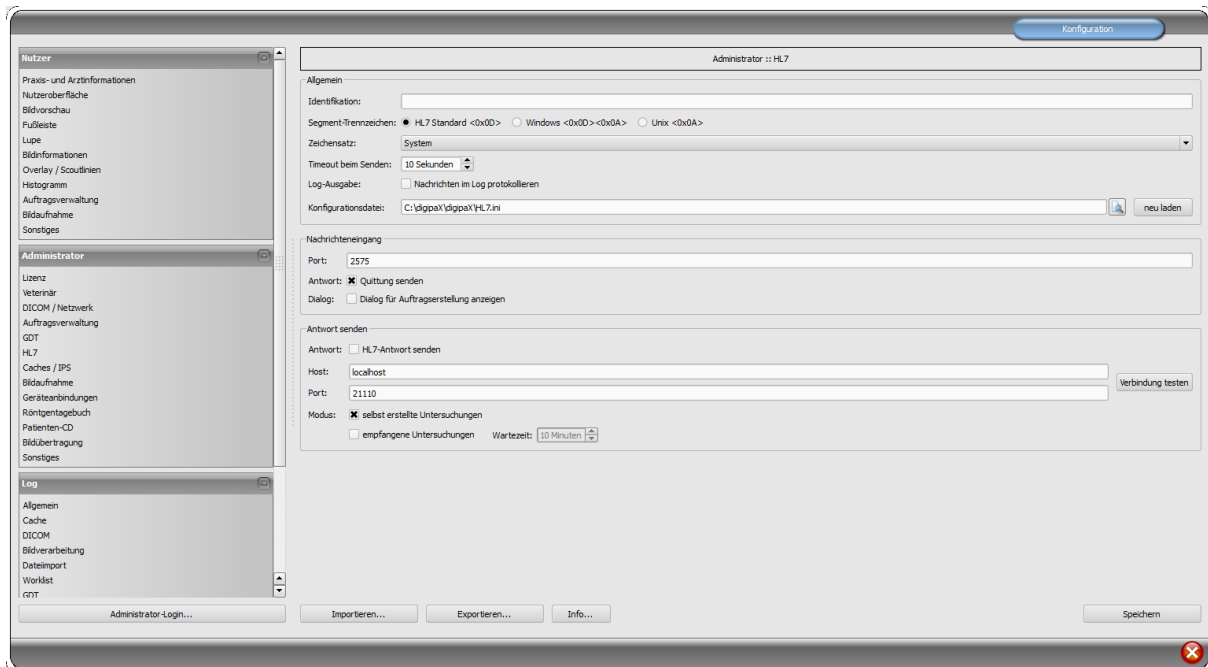 Konfiguration
Nutzer
Praxis- und Arztinformationen
Nutzeroberfläche
Bildvorschau
Fußleiste
Lupe
Bildinformationen
Overlay / Scoutlinien
Histogramm
Auftragsverwaltung
Bildaufnahme
Sonstiges
Administrator
Lizenz
Veterinär
DICOM / Netzwerk
Auftragsverwaltung
GDT
HL7
Caches / IPS
Bildaufnahme
Geräteanbindungen
Röntgentagebuch
Patienten-CD
Bildübertragung
Sonstiges
Log
Allgemein
Cache
DICOM
Bildverarbeitung
Dateiimport
Worklist
GDT
Administrator-Login...
Administrator :: HL7
Allgemein
Identifikation:
Segment-Trennzeichen: HL7 Standard <0x0D> Windows <0x0D><0x0A> Unix <0x0A>
Zeichensatz: System
Timeout beim Senden: 10 Sekunden
Log-Ausgabe: Nachrichten im Log protokollieren
Konfigurationsdatei: C:\digipaX\digipaX\HL7.ini neu laden
Nachrichteneingang
Port: 2575
Antwort: Quittung senden
Dialog: Dialog für Auftragserstellung anzeigen
Antwort senden
Antwort: HL7-Antwort senden
Host: localhost
Port: 21110
Verbindung testen
Modus: selbst erstellte Untersuchungen
empfangene Untersuchungen Wartezeit: 10 Minuten
Importieren... Exportieren... Info... Speichern